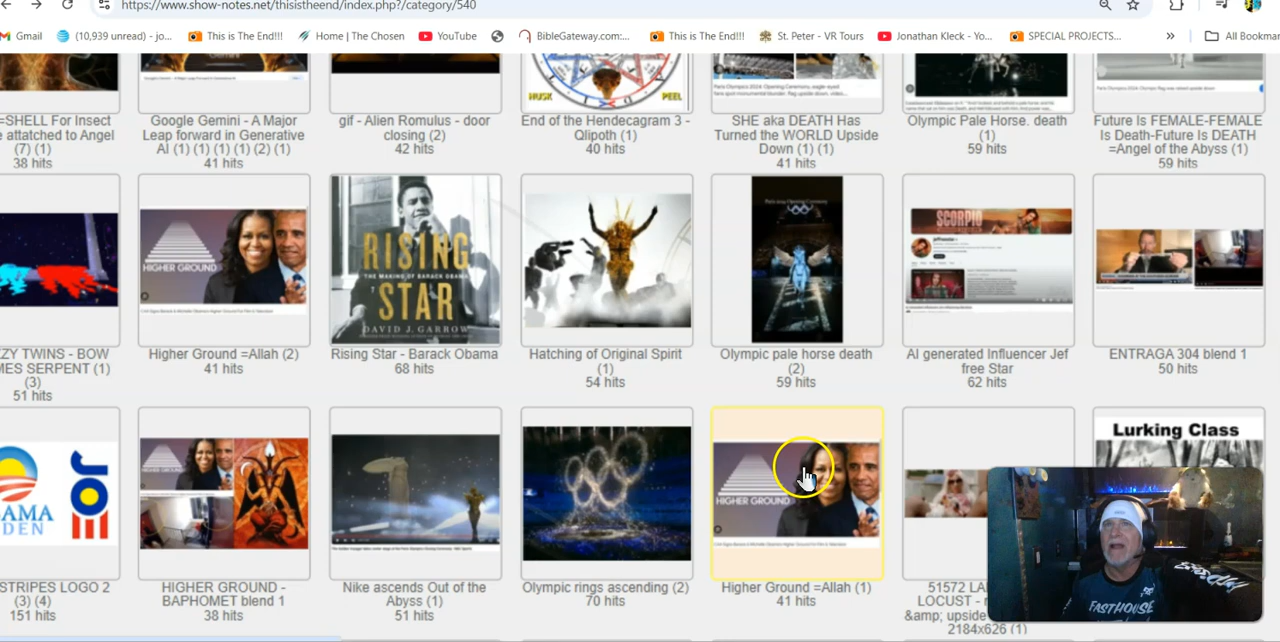 https://www.show-notes.net/thisistheend/index.php?/category/540
Gmail
(10,939 unread) - jo...
This is The End!!!
Home | The Chosen
YouTube
BibleGateway.com:...
This is The End!!!
St. Peter - VR Tours
Jonathan Kleck - Yo...
SPECIAL PROJECTS...
»
All Bookmar
HUSK
PEEL
=SHELL For Insect
e attatched to Angel
(7) (1)
38 hits
Google Gemini - A Major
Leap forward in Generative
AI (1) (1) (1) (1) (2) (1)
41 hits
gif - Alien Romulus - door
closing (2)
42 hits
End of the Hendecagram 3 -
Qlipoth (1)
40 hits
SHE aka DEATH Has
Turned the WORLD Upside
Down (1) (1)
41 hits
Olympic Pale Horse. death
(1)
59 hits
Future Is FEMALE-FEMALE
Is Death-Future Is DEATH
=Angel of the Abyss (1)
59 hits
HIGHER GROUND
RISING
THE MAKING OF BARACK OBAMA
STAR
DAVID J. GARROW
SCORPIO
ZY TWINS - BOW
MES SERPENT (1)
(3)
51 hits
Higher Ground =Allah (2)
41 hits
Rising Star - Barack Obama
68 hits
Hatching of Original Spirit
(1)
54 hits
Olympic pale horse death
(2)
59 hits
AI generated Influencer Jef
free Star
62 hits
ENTRAGA 304 blend 1
50 hits
AMA
DEN
JO
HIGHER GROUND
HIGHER GROUND
Lurking Class
STRIPES LOGO 2
(3) (4)
151 hits
HIGHER GROUND -
BAPHOMET blend 1
38 hits
Nike ascends Out of the
Abyss (1)
51 hits
Olympic rings ascending (2)
70 hits
Higher Ground =Allah (1)
41 hits
51572 LA
LOCUST -
&amp; upside
2184x626 (1)
FASTHOUSE